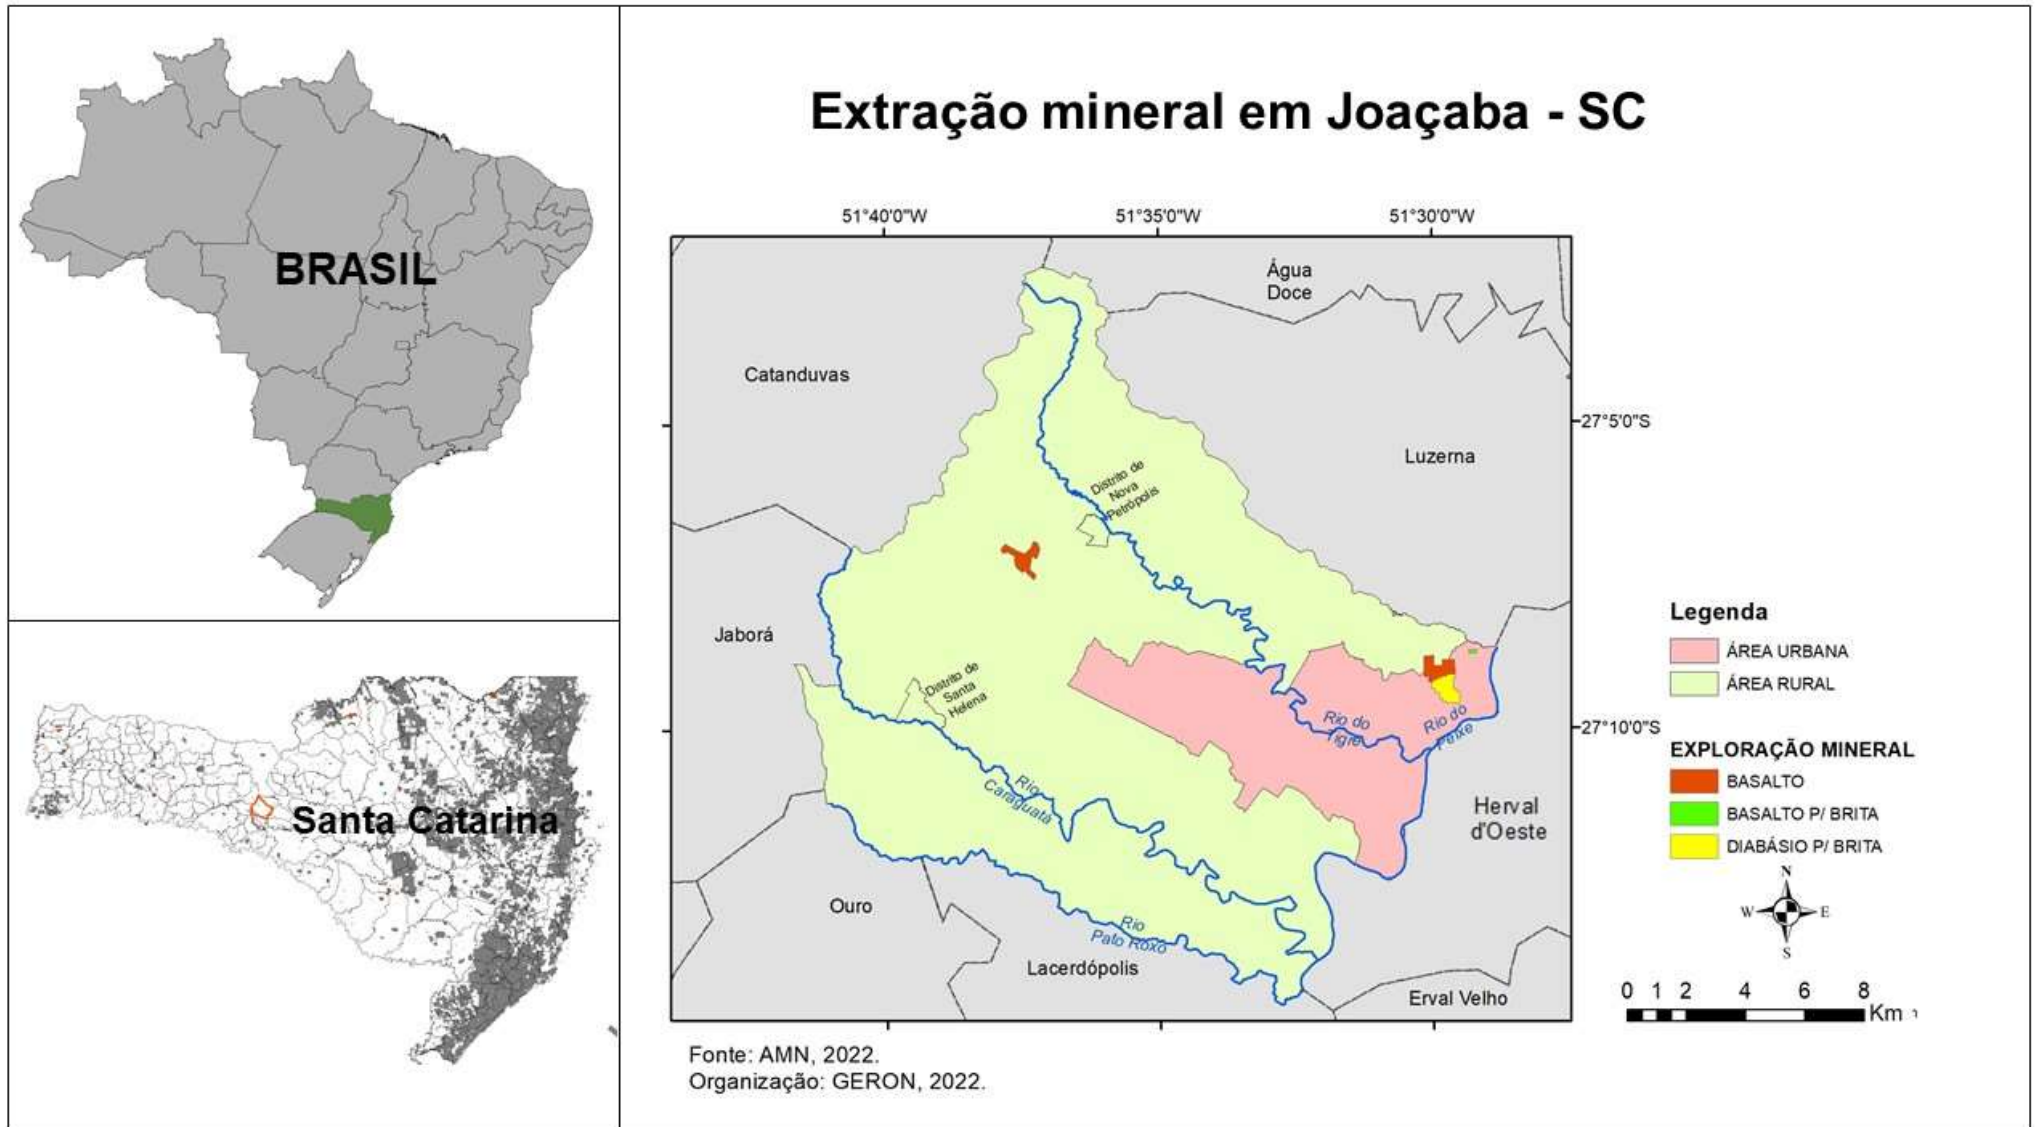 BRASIL
Santa Catarina
Extração mineral em Joaçaba - SC
51°40'0"W
51°35'0"W
51°30'0"W
Água
Doce
Catanduvas
27°5'0"S
Luzerna
Distrito de
Nova
Petrópolis
Jaborá
Distrito de
Santa
Helena
Rio do
Tigre
Rio do
Peixe
27°10'0"S
Rio
Caraguatá
Herval
d'Oeste
Ouro
Rio
Pato Roxo
Lacerdópolis
Erval Velho
Legenda
ÁREA URBANA
ÁREA RURAL
EXPLORAÇÃO MINERAL
BASALTO
BASALTO P/ BRITA
DIABÁSIO P/ BRITA
N
W E
S
0 1 2 4 6 8
Km
Fonte: AMN, 2022.
Organização: GERON, 2022.